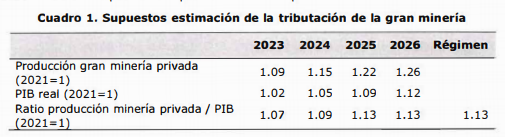 Cuadro 1. Supuestos estimación de la tributación de la gran minería
2023 2024 2025 2026 Régimen
Producción gran minería privada (2021=1) 1.09 1.15 1.22 1.26
PIB real (2021=1) 1.02 1.05 1.09 1.12
Ratio producción minería privada / PIB (2021=1) 1.07 1.09 1.13 1.13 1.13